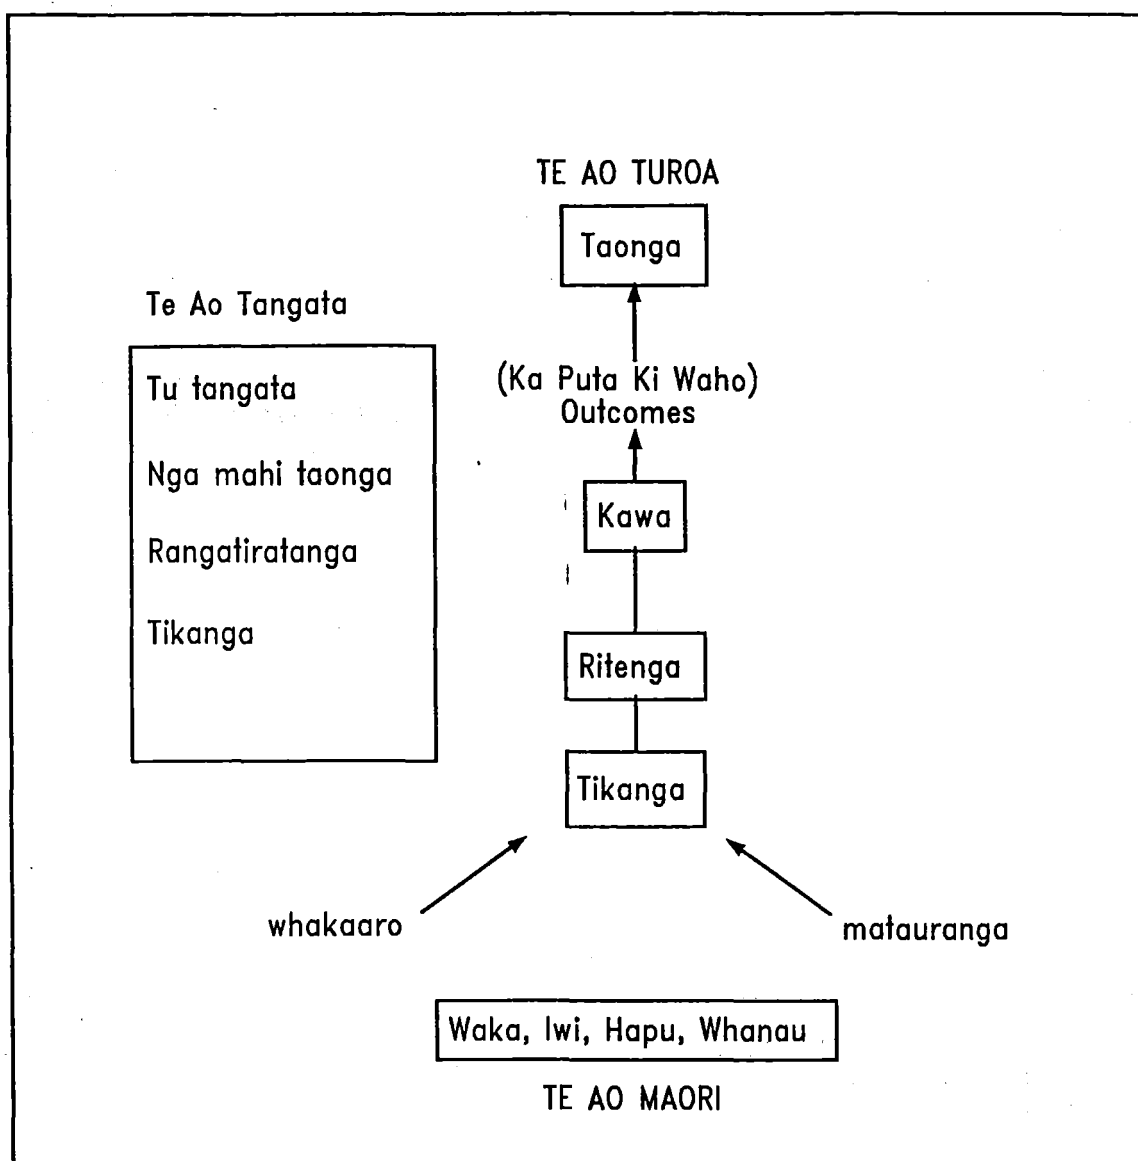 TE AO TUROA
Taonga
Te Ao Tangata
Tu tangata
Nga mahi taonga
Rangatiratanga
Tikanga
(Ka Puta Ki Waho)
Outcomes
Kawa
Ritenga
Tikanga
whakaaro
matauranga
Waka, Iwi, Hapu, Whanau
TE AO MAORI